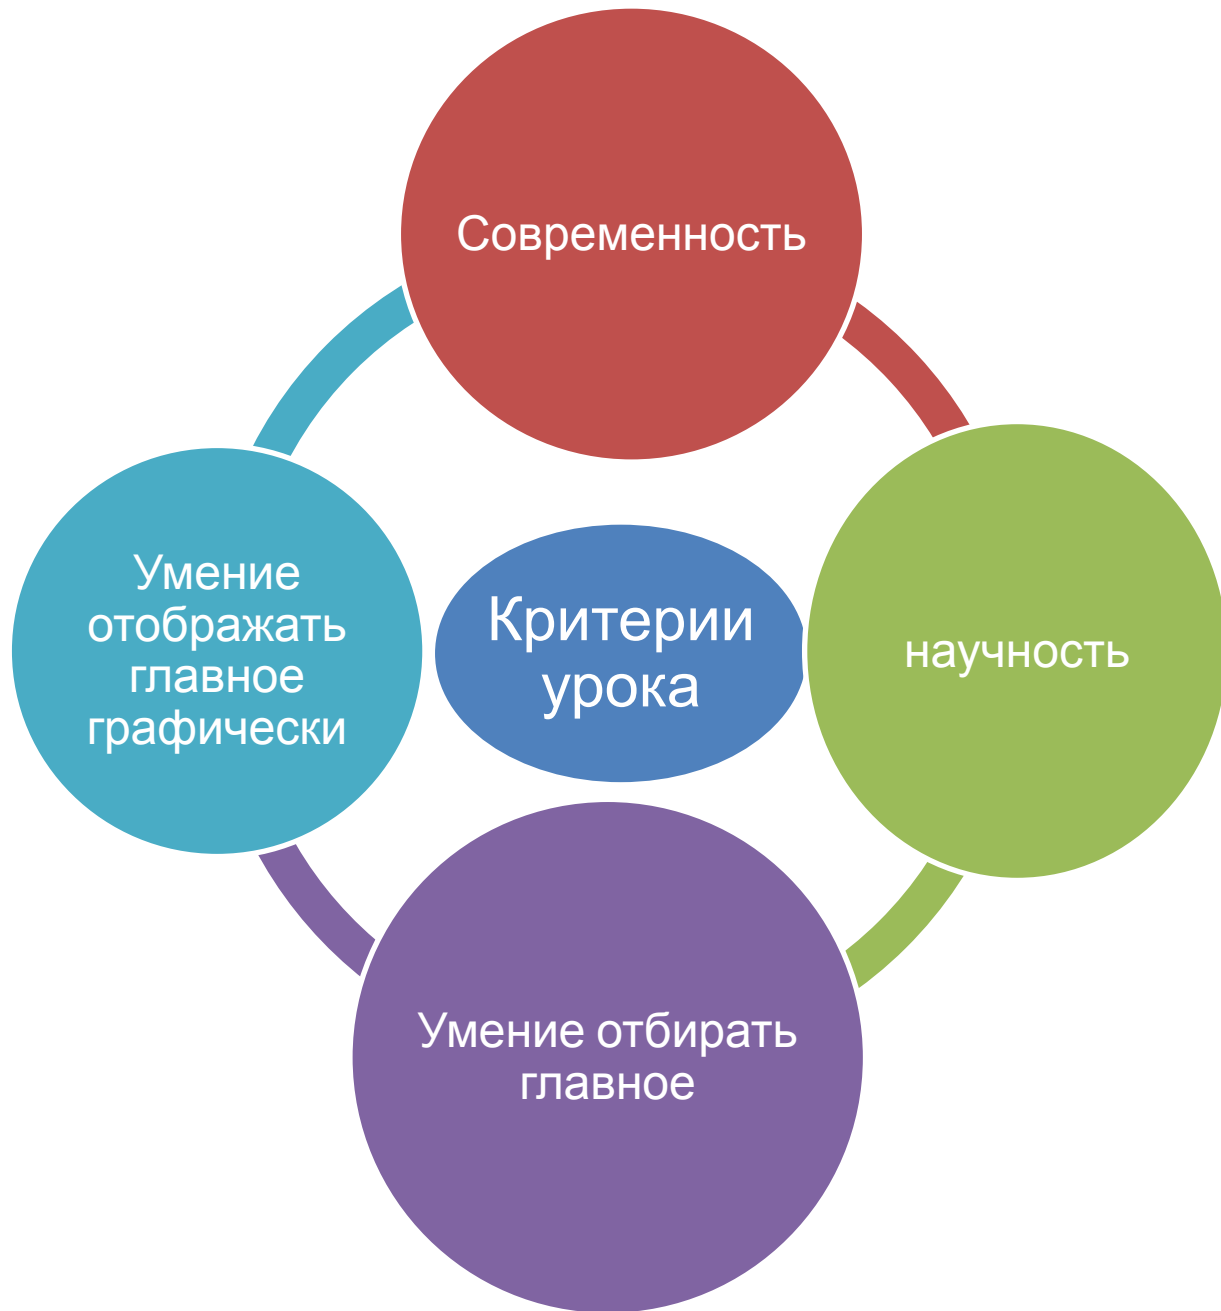 Современность
Умение
отображать
главное
графически
Критерии
урока
научность
Умение отбирать
главное